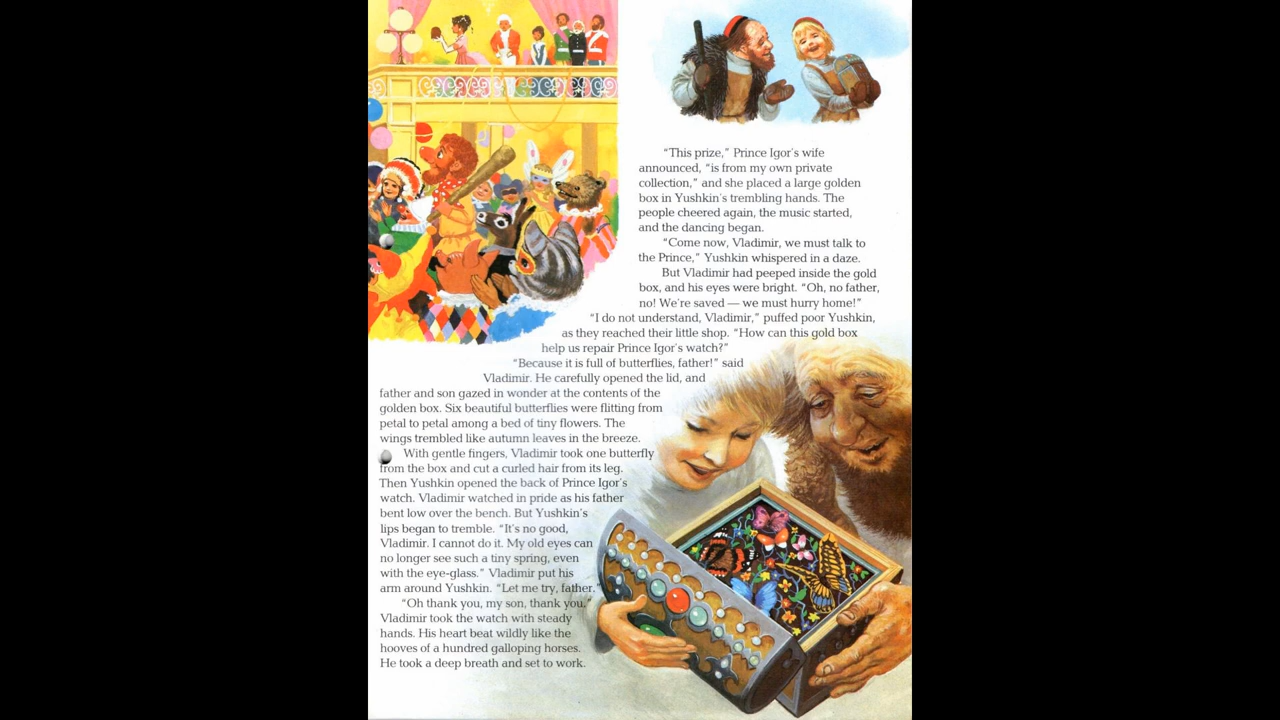 “This prize,” Prince Igor’s wife
announced, “is from my own private
collection,” and she placed a large golden
box in Yushkin’s trembling hands. The
people cheered again, the music started,
and the dancing began.
“Come now, Vladimir, we must talk to
the Prince,” Yushkin whispered in a daze.
But Vladimir had peeped inside the gold
box, and his eyes were bright. “Oh, no father,
no! We’re saved — we must hurry home!”
“I do not understand, Vladimir,” puffed poor Yushkin,
as they reached their little shop. “How can this gold box
help us repair Prince Igor’s watch?”
“Because it is full of butterflies, father!” said
Vladimir. He carefully opened the lid, and
father and son gazed in wonder at the contents of the
golden box. Six beautiful butterflies were flitting from
petal to petal among a bed of tiny flowers. The
wings trembled like autumn leaves in the breeze.
With gentle fingers, Vladimir took one butterfly
from the box and cut a curled hair from its leg.
Then Yushkin opened the back of Prince Igor’s
watch. Vladimir watched in pride as his father
bent low over the bench. But Yushkin’s
lips began to tremble. “It’s no good,
Vladimir. I cannot do it. My old eyes can
no longer see such a tiny spring, even
with the eye-glass.” Vladimir put his
arm around Yushkin. “Let me try, father.”
“Oh thank you, my son, thank you.”
Vladimir took the watch with steady
hands. His heart beat wildly like the
hooves of a hundred galloping horses.
He took a deep breath and set to work.